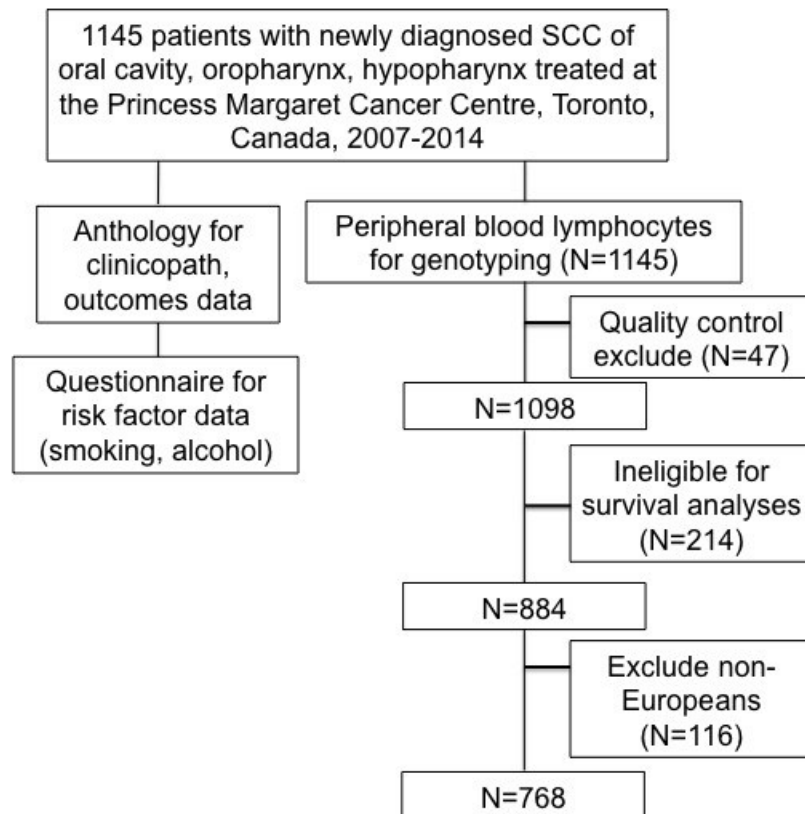 1145 patients with newly diagnosed SCC of
oral cavity, oropharynx, hypopharynx treated at
the Princess Margaret Cancer Centre, Toronto,
Canada, 2007-2014
Anthology for
clinicopath,
outcomes data
Questionnaire for
risk factor data
(smoking, alcohol)
Peripheral blood lymphocytes
for genotyping (N=1145)
Quality control
exclude (N=47)
N=1098
Ineligible for
survival analyses
(N=214)
N=884
Exclude non-
Europeans
(N=116)
N=768